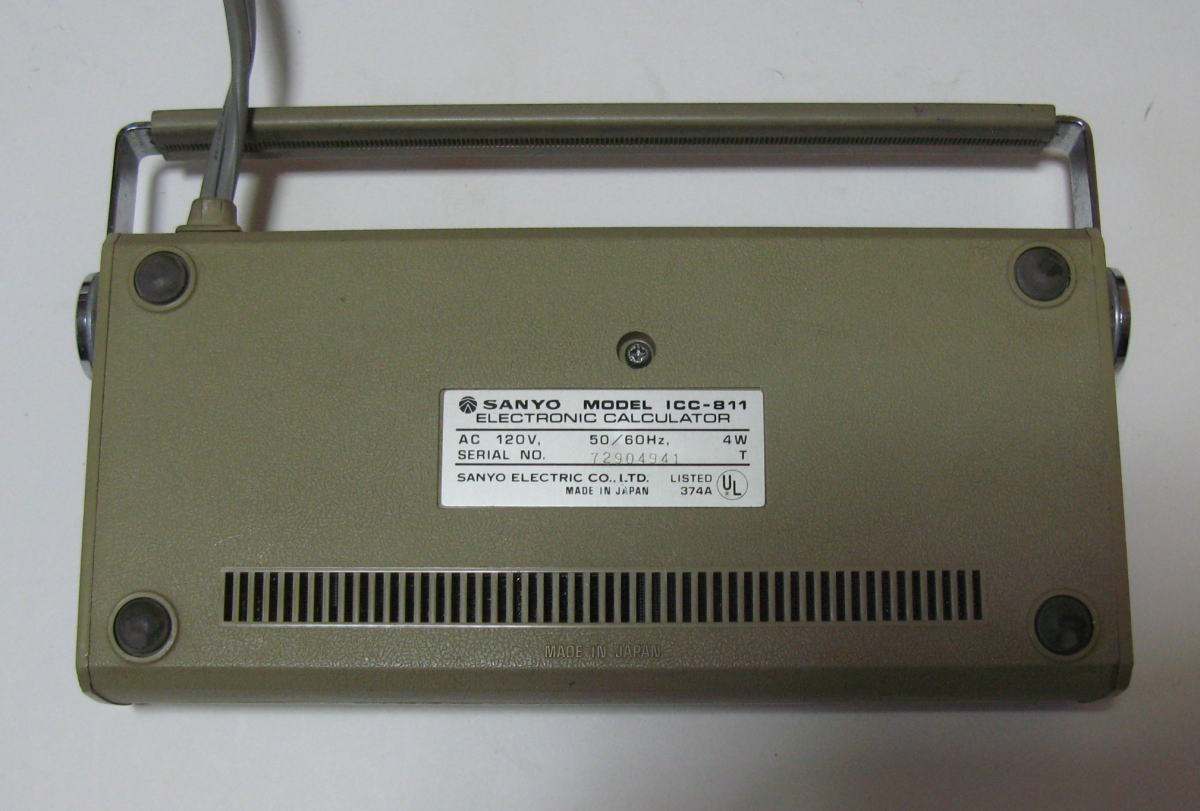 SANYO MODEL ICC-811
ELECTRONIC CALCULATOR
AC 120V, 50/60Hz, 4W
SERIAL NO. 72904941 T
SANYO ELECTRIC CO., LTD. LISTED UL
MADE IN JAPAN 374A
MADE IN JAPAN